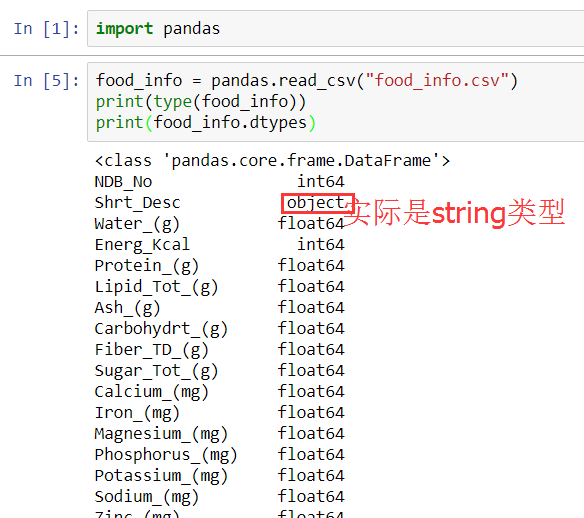 In [1]: import pandas
In [5]: food_info = pandas.read_csv("food_info.csv")
print(type(food_info))
print(food_info.dtypes)
<class 'pandas.core.frame.DataFrame'>
NDB_No int64
Shrt_Desc object 实际是string类型
Water_(g) float64
Energ_Kcal int64
Protein_(g) float64
Lipid_Tot_(g) float64
Ash_(g) float64
Carbohydrt_(g) float64
Fiber_TD_(g) float64
Sugar_Tot_(g) float64
Calcium_(mg) float64
Iron_(mg) float64
Magnesium_(mg) float64
Phosphorus_(mg) float64
Potassium_(mg) float64
Sodium_(mg) float64
Zinc_(mg) float64